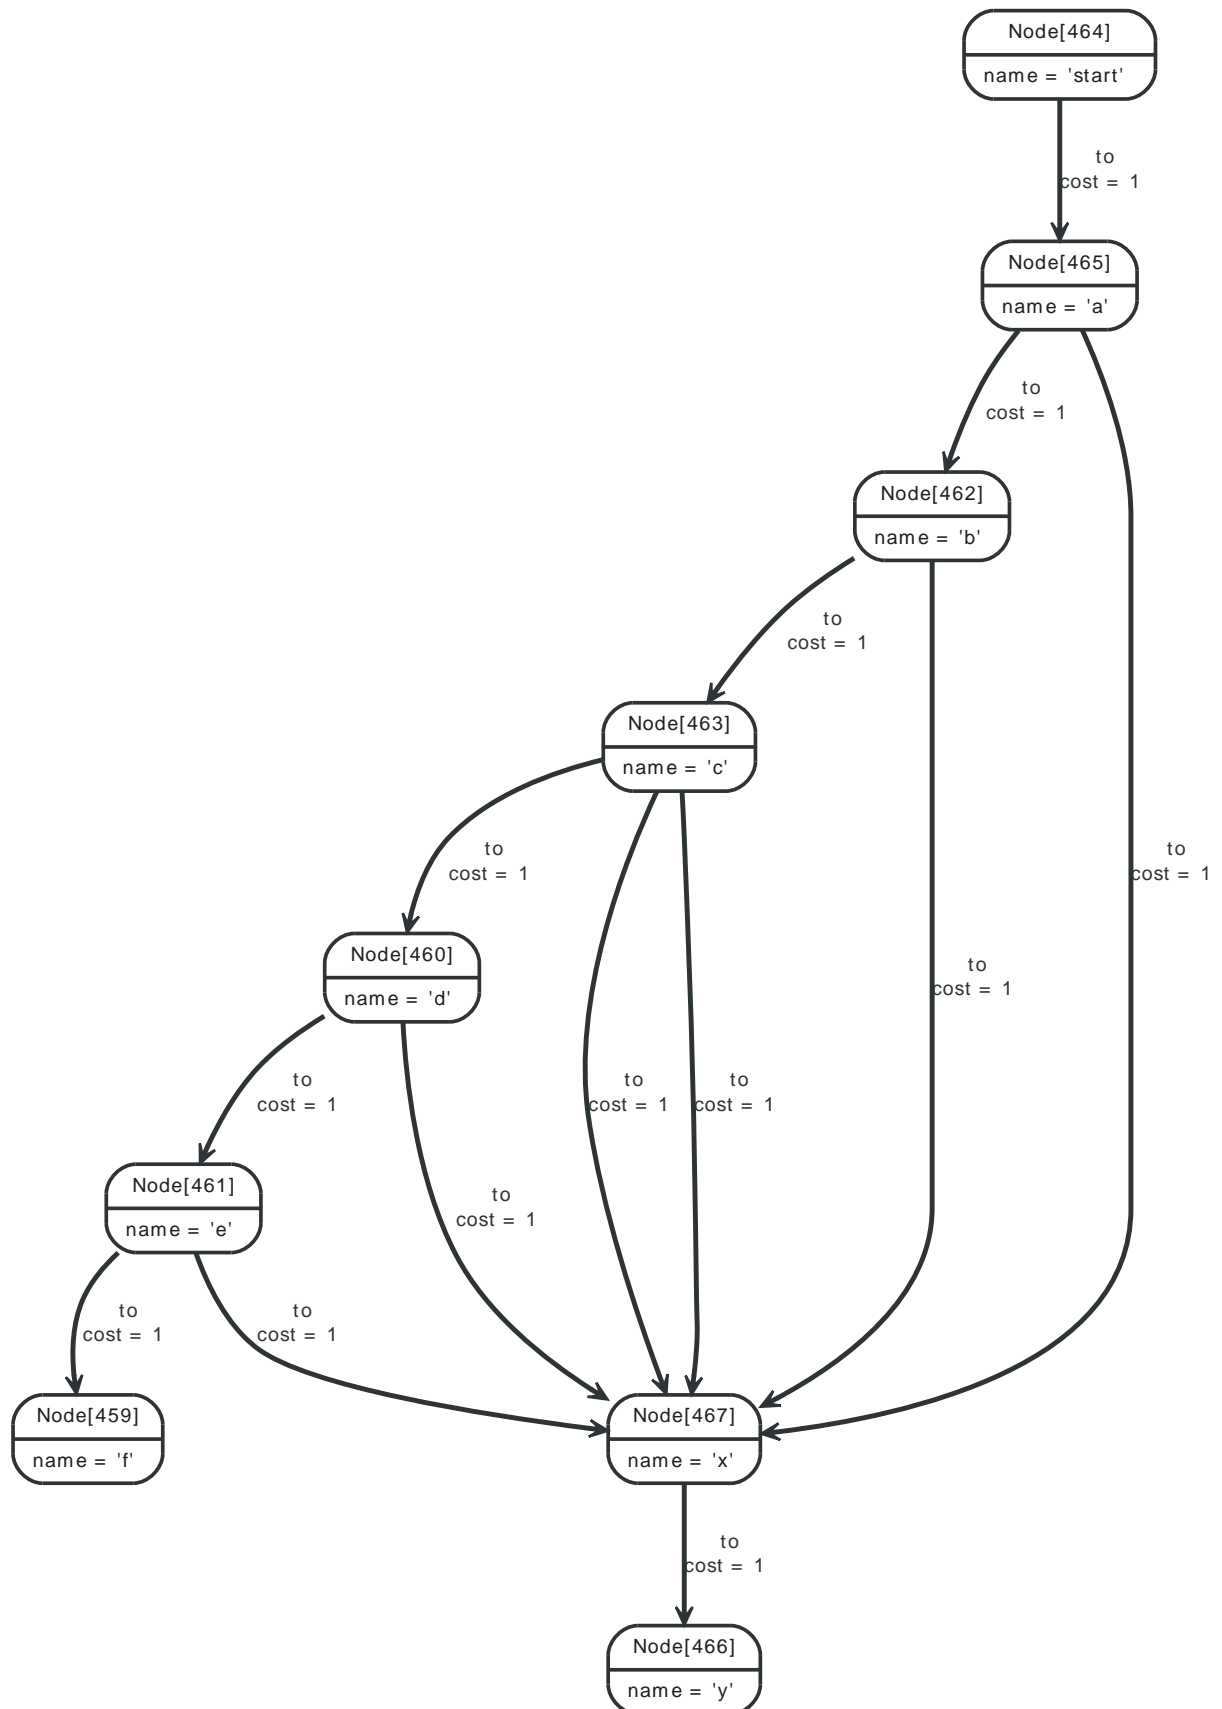 Node[464]
name = 'start'
to
cost = 1
Node[465]
name = 'a'
to
cost = 1
Node[462]
name = 'b'
to
cost = 1
Node[463]
name = 'c'
to
cost = 1
to
cost = 1
Node[460]
name = 'd'
to
cost = 1
to
cost = 1
to
cost = 1
to
cost = 1
Node[461]
name = 'e'
to
cost = 1
to
cost = 1
to
cost = 1
Node[459]
name = 'f'
Node[467]
name = 'x'
to
cost = 1
Node[466]
name = 'y'